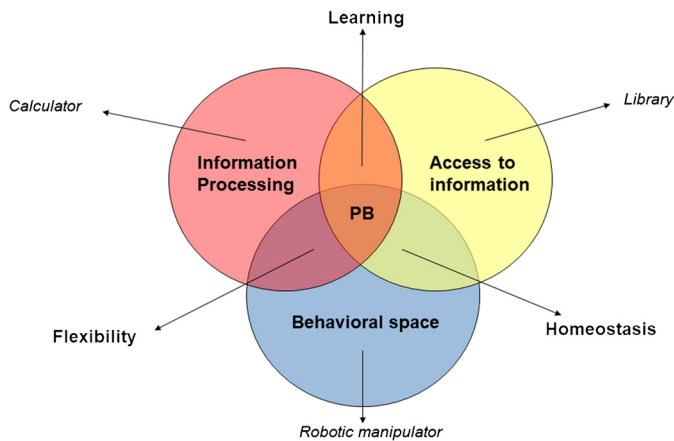 Learning
Calculator
Library
Information
Processing
Access to
information
PB
Flexibility
Behavioral space
Homeostasis
Robotic manipulator